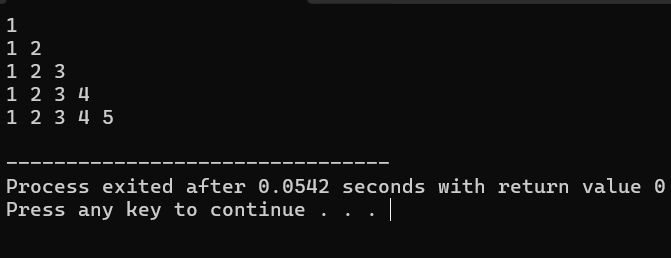 1
1 2
1 2 3
1 2 3 4
1 2 3 4 5
--------------------------------
Process exited after 0.0542 seconds with return value 0
Press any key to continue . . .